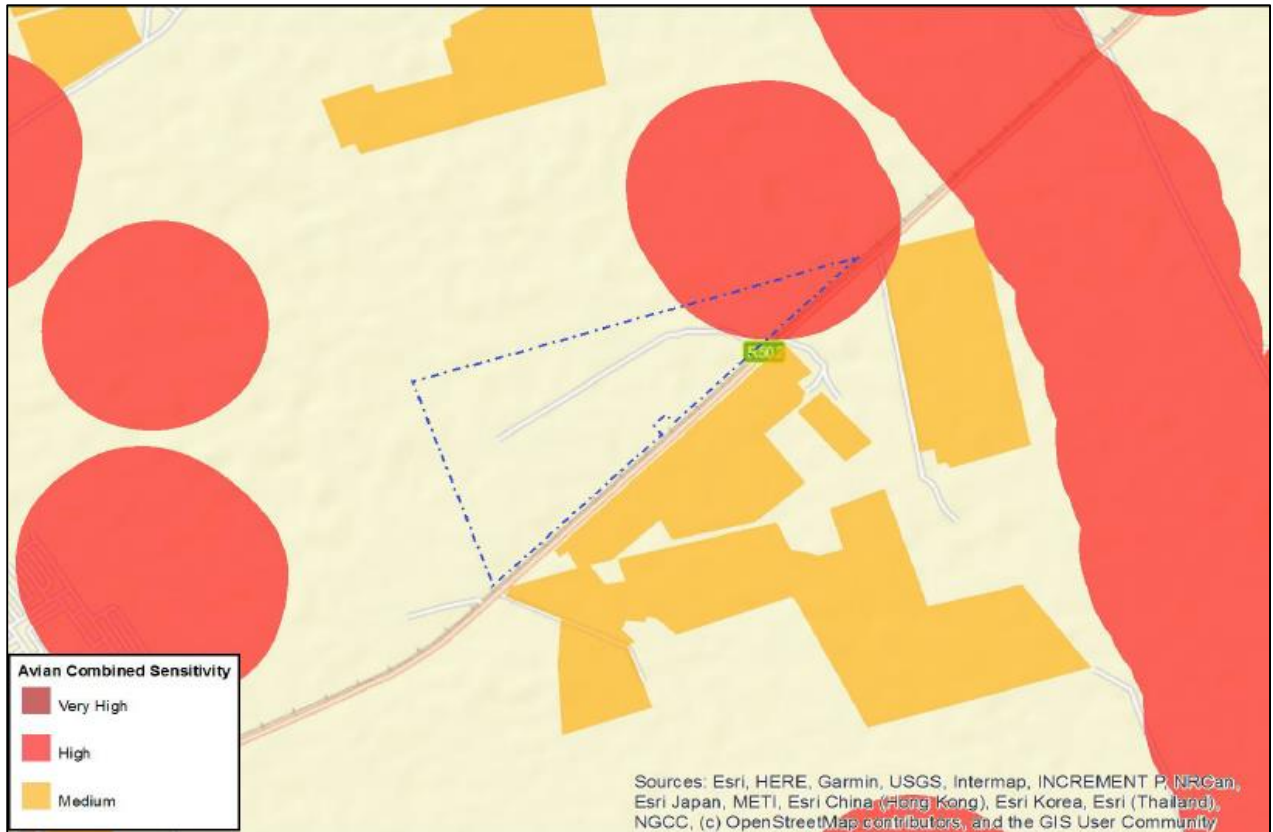 R502
Avian Combined Sensitivity
Very High
High
Medium
Sources: Esri, HERE, Garmin, USGS, Intermap, INCREMENT P, NRCan,
Esri Japan, METI, Esri China (Hong Kong), Esri Korea, Esri (Thailand),
NGCC, (c) OpenStreetMap contributors, and the GIS User Community